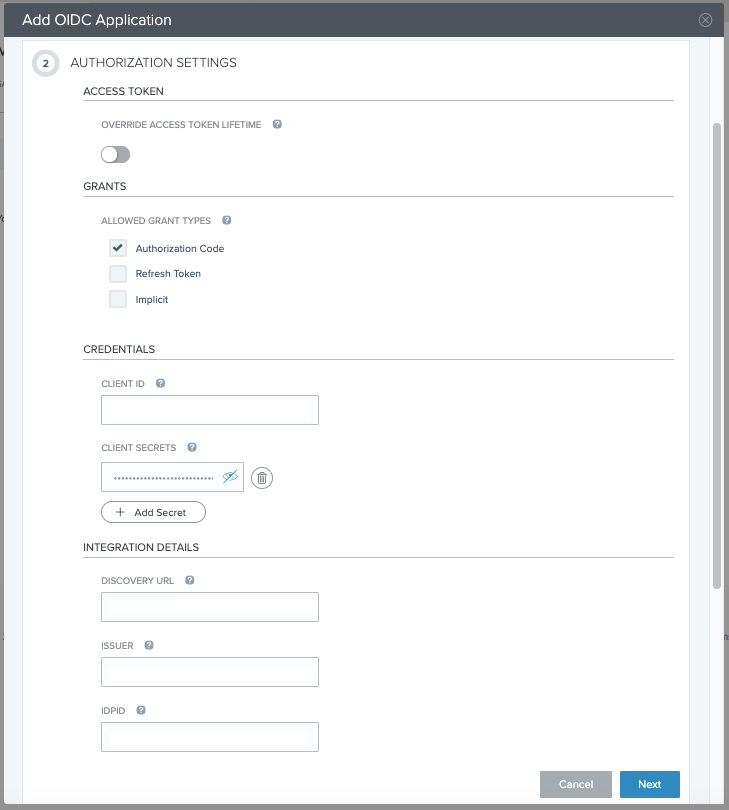 Add OIDC Application
2 AUTHORIZATION SETTINGS
ACCESS TOKEN
OVERRIDE ACCESS TOKEN LIFETIME ?
GRANTS
ALLOWED GRANT TYPES ?
Authorization Code
Refresh Token
Implicit
CREDENTIALS
CLIENT ID ?
CLIENT SECRETS ?
+ Add Secret
INTEGRATION DETAILS
DISCOVERY URL ?
ISSUER ?
IDPID ?
Cancel Next